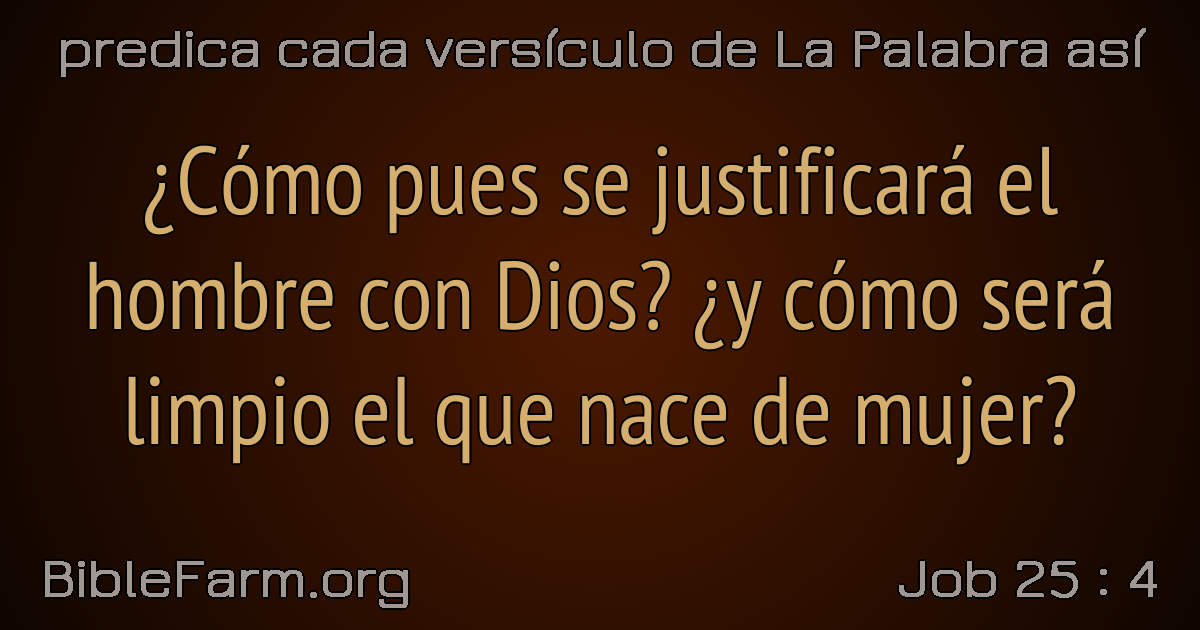 predica cada versículo de La Palabra así
¿Cómo pues se justificará el
hombre con Dios? ¿y cómo será
limpio el que nace de mujer?
BibleFarm.org
Job 25 : 4